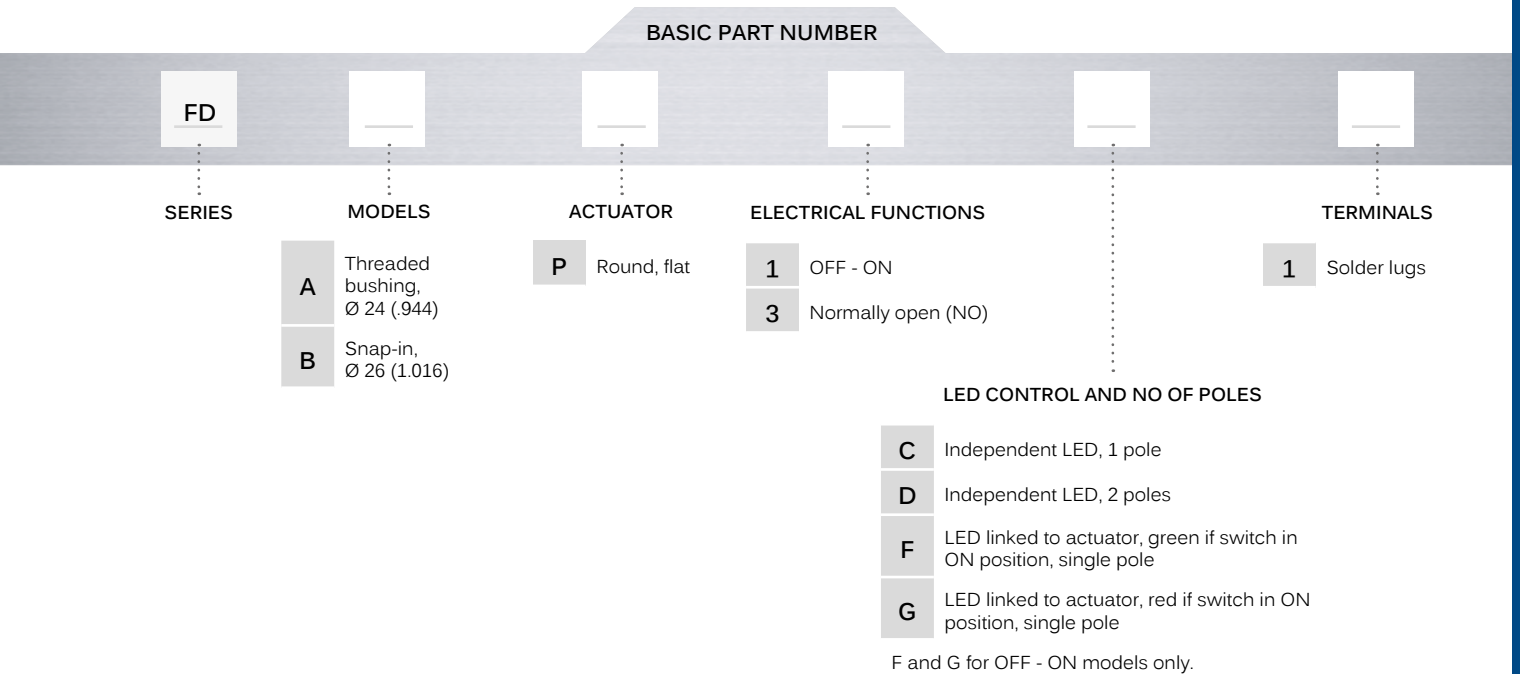 BASIC PART NUMBER
FD
SERIES
MODELS
A
Threaded
bushing,
Ø 24 (.944)
B
Snap-in,
Ø 26 (1.016)
ACTUATOR
P
Round, flat
ELECTRICAL FUNCTIONS
1
OFF - ON
3
Normally open (NO)
LED CONTROL AND NO OF POLES
C
Independent LED, 1 pole
D
Independent LED, 2 poles
F
LED linked to actuator, green if switch in
ON position, single pole
G
LED linked to actuator, red if switch in ON
position, single pole
F and G for OFF - ON models only.
TERMINALS
1
Solder lugs